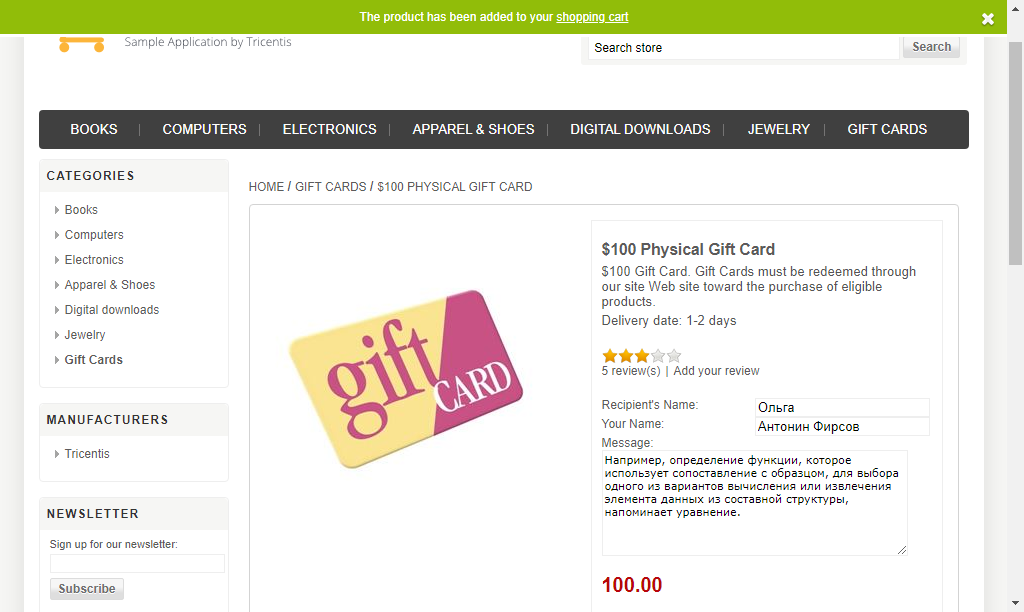 The product has been added to your shopping cart
Sample Application by Tricentis
Search store
Search
BOOKS
COMPUTERS
ELECTRONICS
APPAREL & SHOES
DIGITAL DOWNLOADS
JEWELRY
GIFT CARDS
CATEGORIES
Books
Computers
Electronics
Apparel & Shoes
Digital downloads
Jewelry
Gift Cards
MANUFACTURERS
Tricentis
NEWSLETTER
Sign up for our newsletter:
Subscribe
HOME / GIFT CARDS / $100 PHYSICAL GIFT CARD
gift
CARD
$100 Physical Gift Card
$100 Gift Card. Gift Cards must be redeemed through
our site Web site toward the purchase of eligible
products.
Delivery date: 1-2 days
5 review(s) | Add your review
Recipient's Name: Ольга
Your Name: Антонин Фирсов
Message:
Например, определение функции, которое
использует сопоставление с образцом, для выбора
одного из вариантов вычисления или извлечения
элемента данных из составной структуры,
напоминает уравнение.
100.00